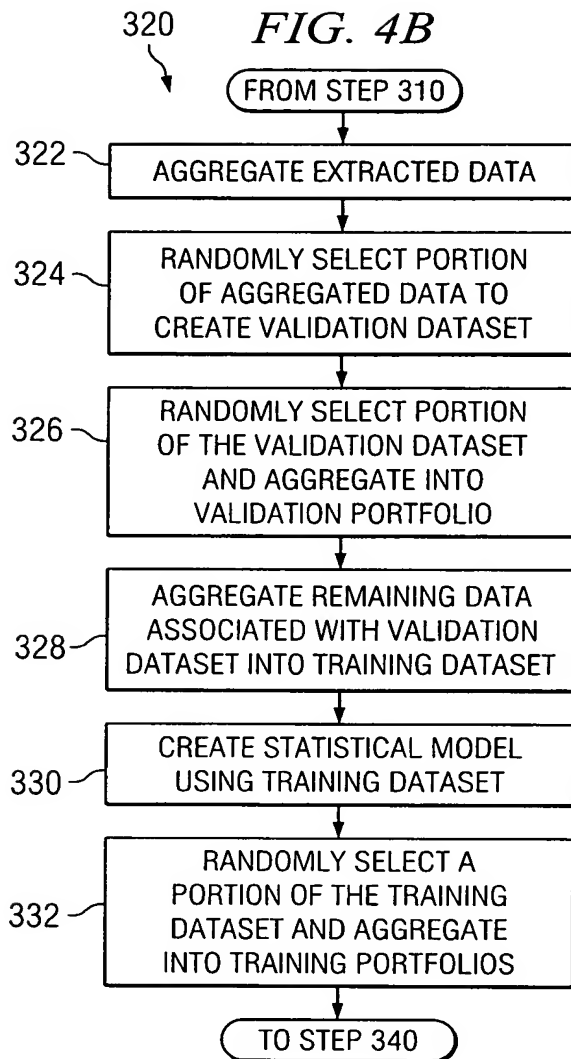 320
FIG. 4B
FROM STEP 310
322
AGGREGATE EXTRACTED DATA
324
RANDOMLY SELECT PORTION
OF AGGREGATED DATA TO
CREATE VALIDATION DATASET
326
RANDOMLY SELECT PORTION
OF THE VALIDATION DATASET
AND AGGREGATE INTO
VALIDATION PORTFOLIO
328
AGGREGATE REMAINING DATA
ASSOCIATED WITH VALIDATION
DATASET INTO TRAINING DATASET
330
CREATE STATISTICAL MODEL
USING TRAINING DATASET
332
RANDOMLY SELECT A
PORTION OF THE TRAINING
DATASET AND AGGREGATE
INTO TRAINING PORTFOLIOS
TO STEP 340